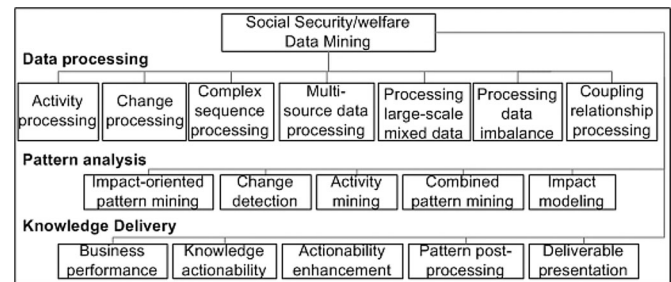 Social Security/welfare
Data Mining
Data processing
Activity
processing
Change
processing
Complex
sequence
processing
Multi-
source data
processing
Processing
large-scale
mixed data
Processing
data
imbalance
Coupling
relationship
processing
Pattern analysis
Impact-oriented
pattern mining
Change
detection
Activity
mining
Combined
pattern mining
Impact
modeling
Knowledge Delivery
Business
performance
Knowledge
actionability
Actionability
enhancement
Pattern post-
processing
Deliverable
presentation